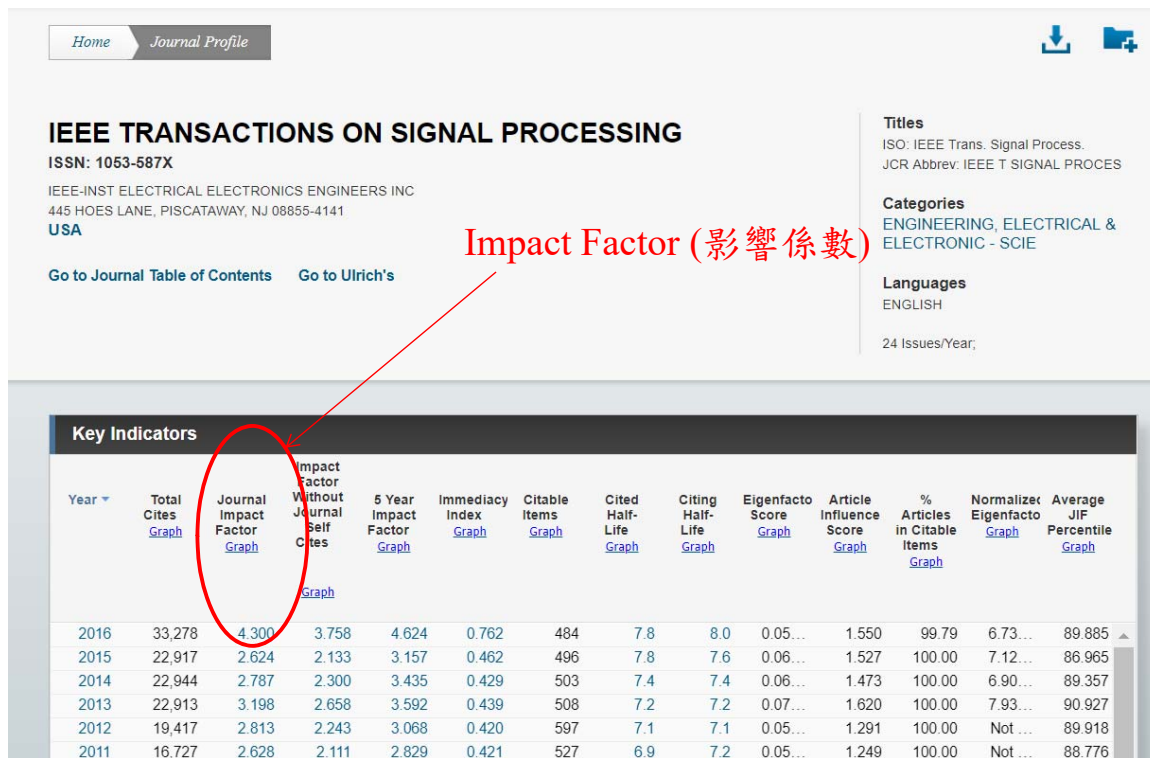 Home Journal Profile
IEEE TRANSACTIONS ON SIGNAL PROCESSING
ISSN: 1053-587X
IEEE-INST ELECTRICAL ELECTRONICS ENGINEERS INC
445 HOES LANE, PISCATAWAY, NJ 08855-4141
USA
Go to Journal Table of Contents Go to Ulrich's
Titles
ISO: IEEE Trans. Signal Process.
JCR Abbrev: IEEE T SIGNAL PROCES
Categories
ENGINEERING, ELECTRICAL &
ELECTRONIC - SCIE
Languages
ENGLISH
24 Issues/Year;
Impact Factor (影響係數)
Key Indicators
Year
Total
Cites
Graph
Journal
Impact
Factor
Graph
Impact
Factor
Without
Journal
Self
Cites
Graph
5 Year
Impact
Factor
Graph
Immediacy
Index
Graph
Citable
Items
Graph
Cited
Half-
Life
Graph
Citing
Half-
Life
Graph
Eigenfacto
Score
Graph
Article
Influence
Score
Graph
%
Articles
in Citable
Items
Graph
Normalized
Eigenfacto
Graph
Average
JIF
Percentile
Graph
2016 33,278 4.300 3.758 4.624 0.762 484 7.8 8.0 0.05... 1.550 99.79 6.73... 89.885
2015 22,917 2.624 2.133 3.157 0.462 496 7.8 7.6 0.06... 1.527 100.00 7.12... 86.965
2014 22,944 2.787 2.300 3.435 0.429 503 7.4 7.4 0.06... 1.473 100.00 6.90... 89.357
2013 22,913 3.198 2.658 3.592 0.439 508 7.2 7.2 0.07... 1.620 100.00 7.93... 90.927
2012 19,417 2.813 2.243 3.068 0.420 597 7.1 7.1 0.05... 1.291 100.00 Not ... 89.918
2011 16,727 2.628 2.111 2.829 0.421 527 6.9 7.2 0.05... 1.249 100.00 Not ... 88.776